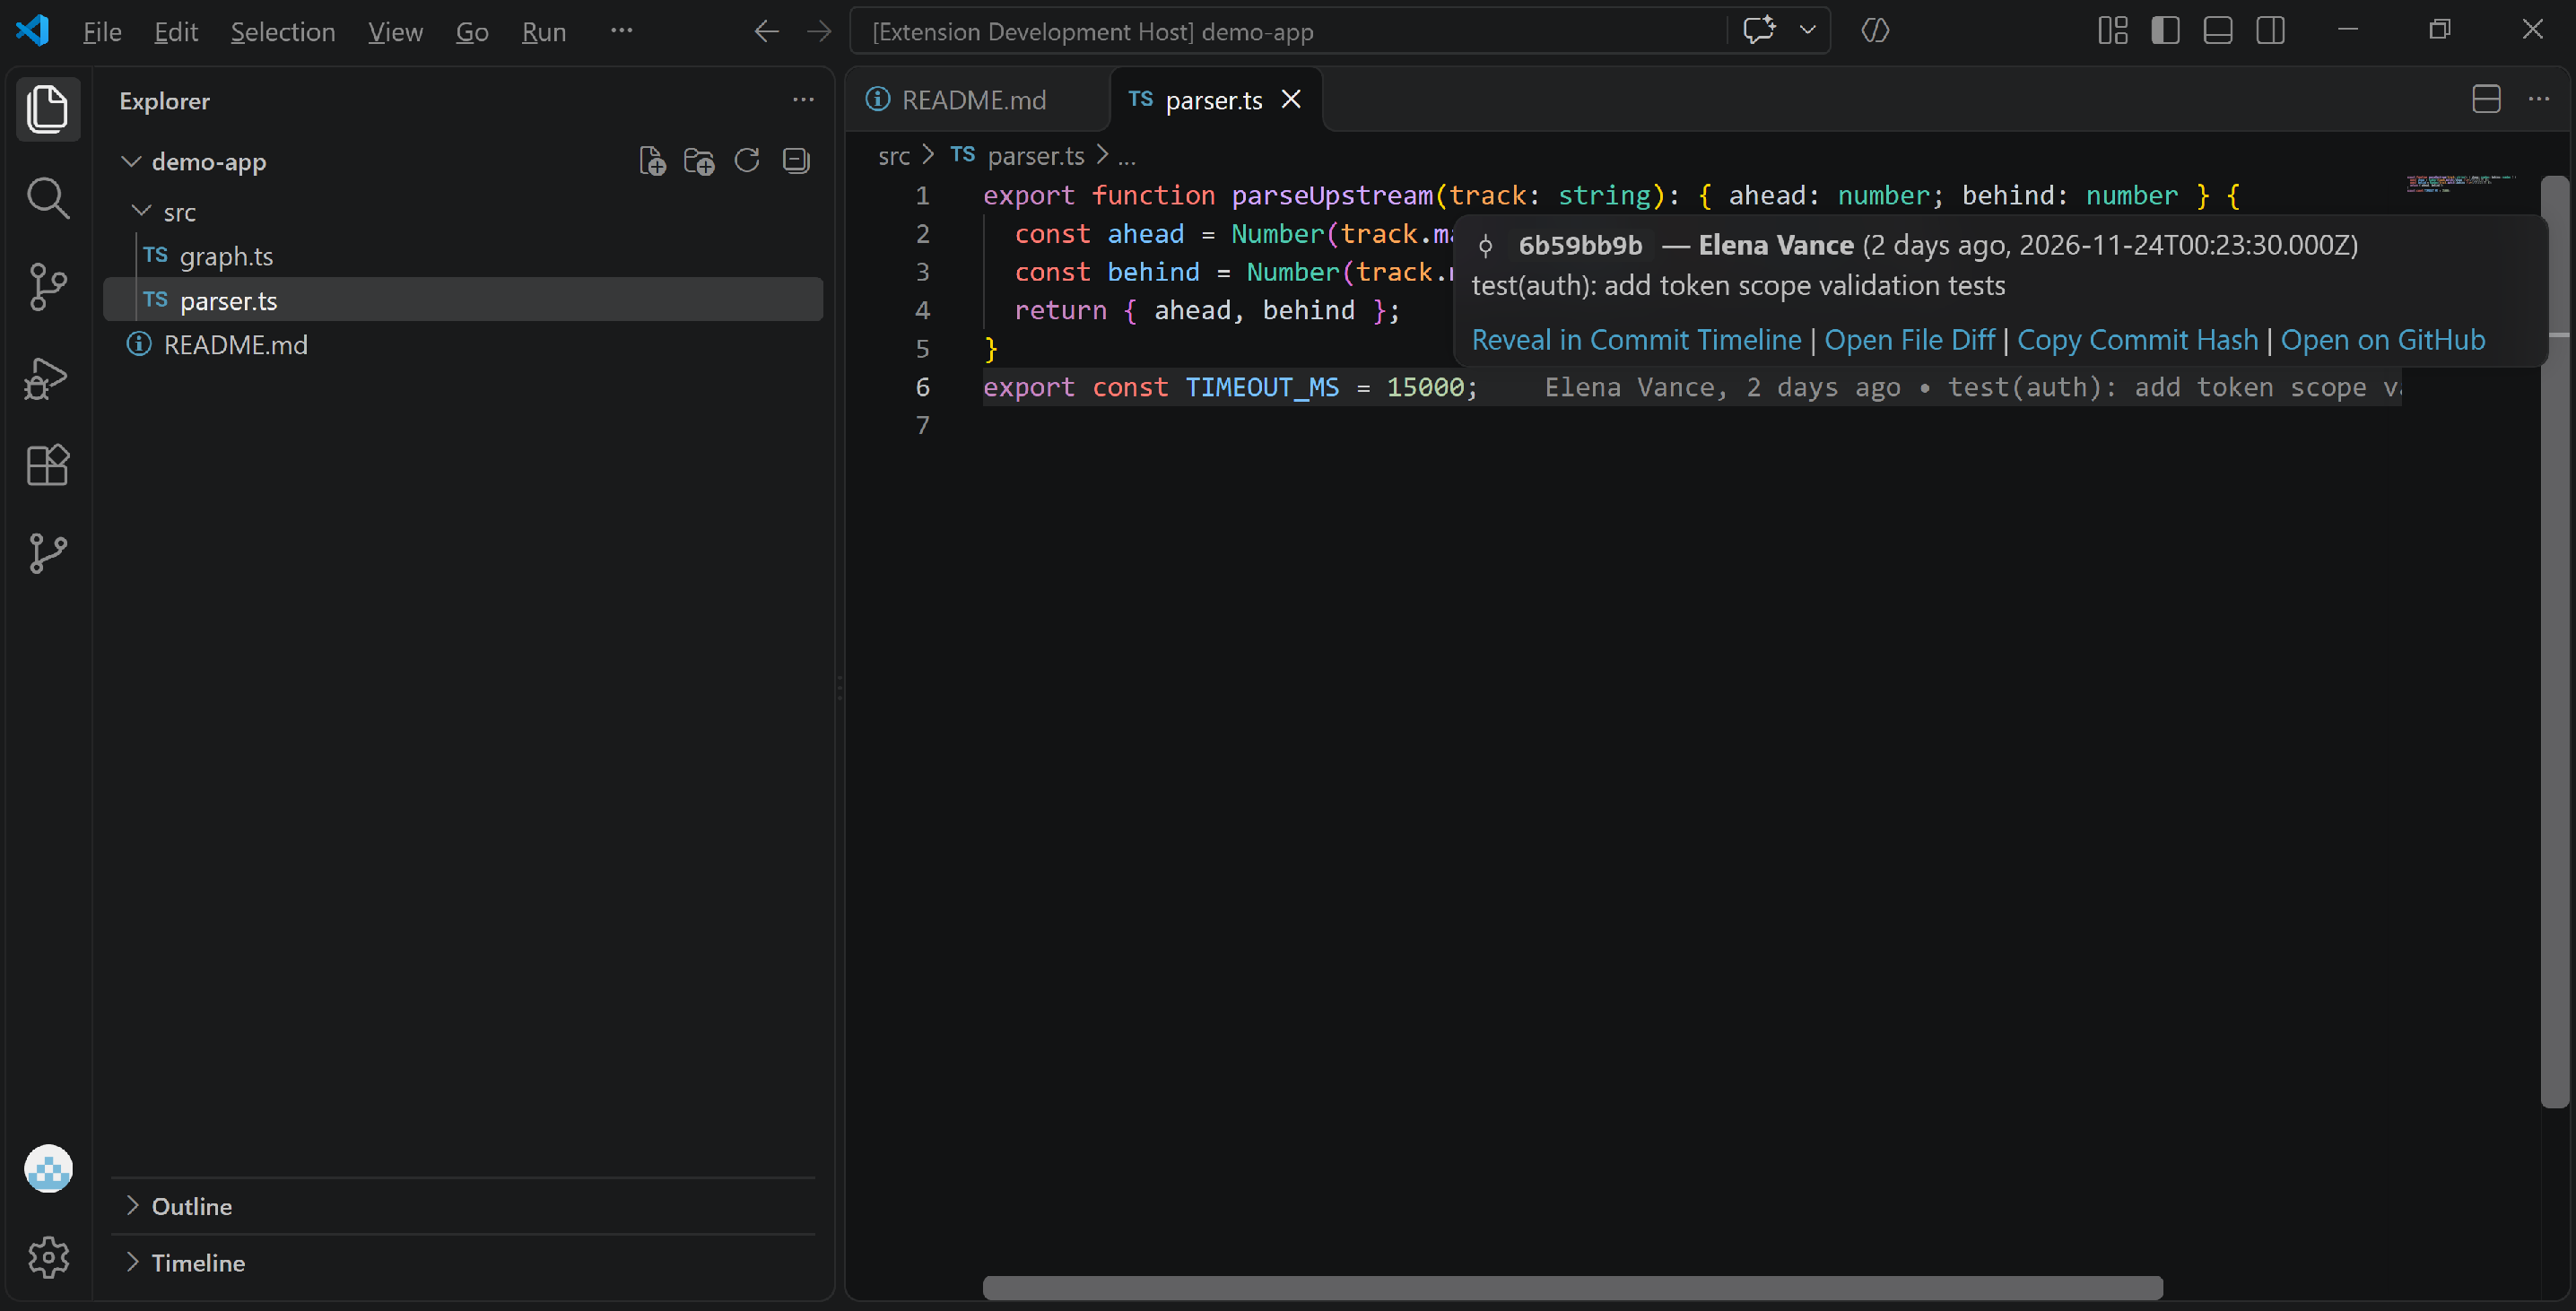 File Edit Selection View Go Run ···
[Extension Development Host] demo-app
Explorer
demo-app
src
TS graph.ts
TS parser.ts
README.md
Outline
Timeline
README.md
TS parser.ts
src > TS parser.ts > ...
1 export function parseUpstream(track: string): { ahead: number; behind: number } {
2 const ahead = Number(track.
3 const behind = Number(track.
4 return { ahead, behind };
5 }
6 export const TIMEOUT_MS = 15000; Elena Vance, 2 days ago • test(auth): add token scope
7
6b59bb9b — Elena Vance (2 days ago, 2026-11-24T00:23:30.000Z)
test(auth): add token scope validation tests
Reveal in Commit Timeline | Open File Diff | Copy Commit Hash | Open on GitHub